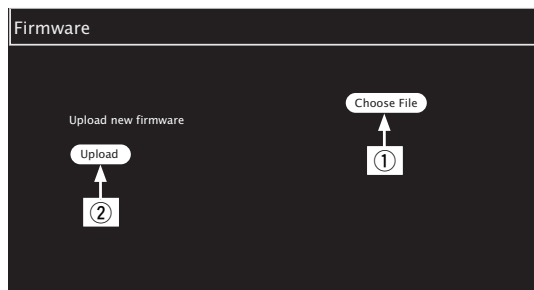 Firmware
Choose File
Upload new firmware
Upload
①
②